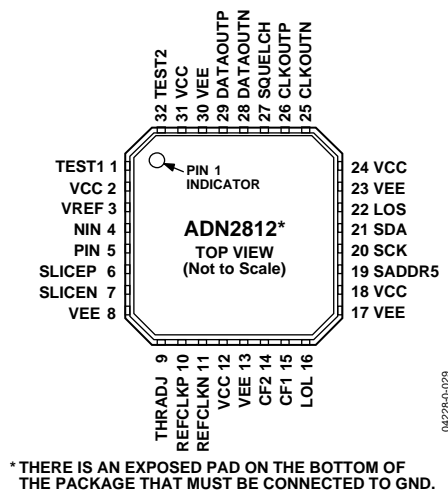 32 TEST2
31 VCC
30 VEE
29 DATAOUTP
28 DATAOUTN
27 SQUELCH
26 CLKOUTP
25 CLKOUTN
TEST1 1
VCC 2
VREF 3
NIN 4
PIN 5
SLICEP 6
SLICEN 7
VEE 8
PIN 1
INDICATOR
ADN2812*
TOP VIEW
(Not to Scale)
24 VCC
23 VEE
22 LOS
21 SDA
20 SCK
19 SADDR5
18 VCC
17 VEE
THRADJ 9
REFCLKP 10
REFCLKN 11
VCC 12
VEE 13
CF2 14
CF1 15
LOL 16
04228-0-029
* THERE IS AN EXPOSED PAD ON THE BOTTOM OF
THE PACKAGE THAT MUST BE CONNECTED TO GND.